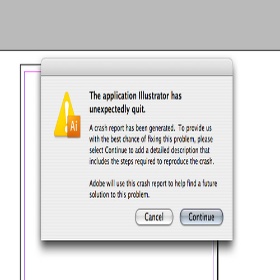 The application Illustrator has
unexpectedly quit.
Ai
A crash report has been generated. To provide us
with the best chance of fixing this problem, please
select Continue to add a detailed description that
includes the steps required to reproduce the crash.
Adobe will use this crash report to help find a future
solution to this problem.
Cancel
Continue